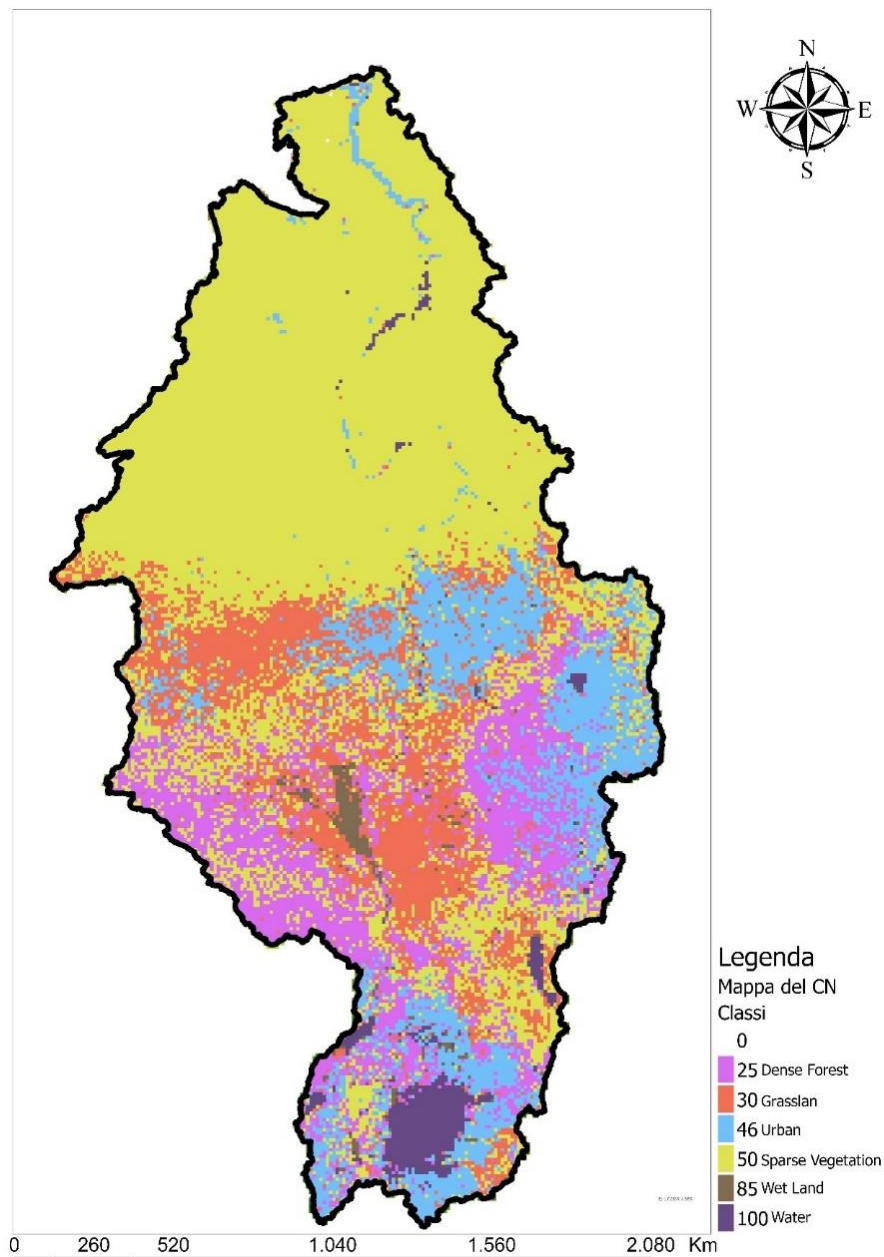 N
W E
S
Legenda
Mappa del CN
Classi
0
25 Dense Forest
30 Grasslan
46 Urban
50 Sparse Vegetation
85 Wet Land
100 Water
0 260 520 1.040 1.560 2.080 Km